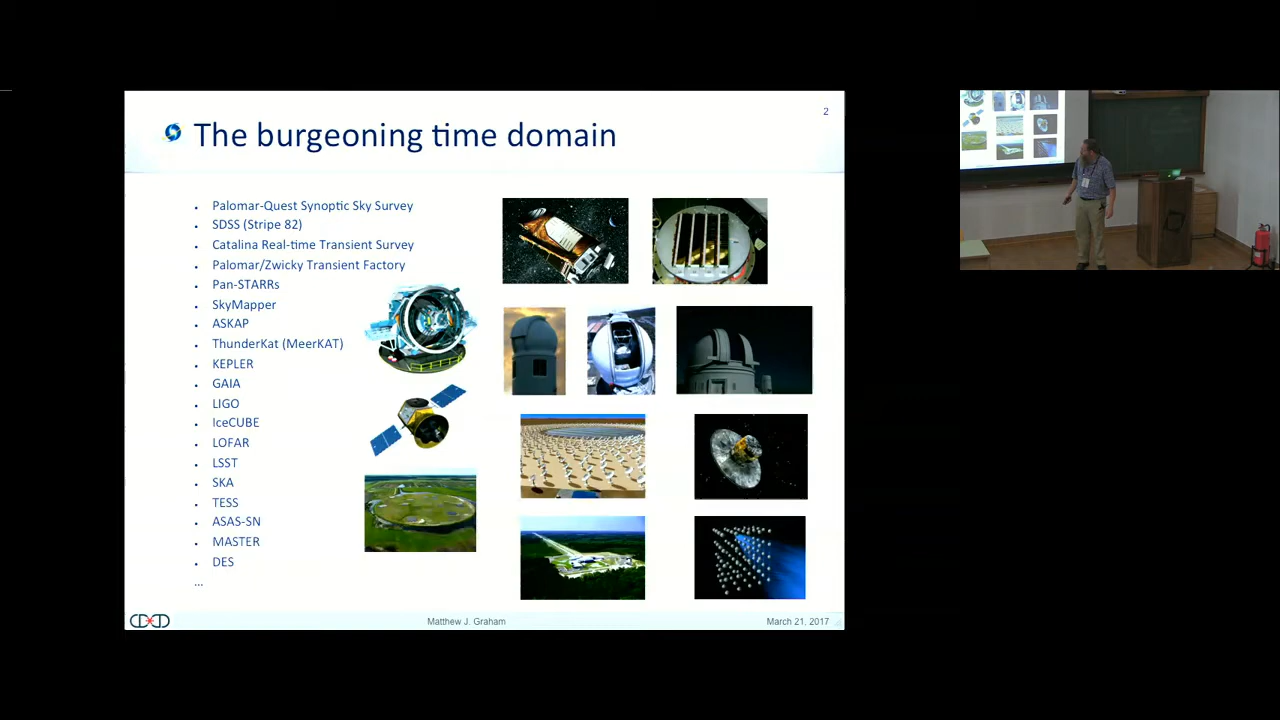 2
The burgeoning time domain
Palomar-Quest Synoptic Sky Survey
SDSS (Stripe 82)
Catalina Real-time Transient Survey
Palomar/Zwicky Transient Factory
Pan-STARRs
SkyMapper
ASKAP
ThunderKat (MeerKAT)
KEPLER
GAIA
LIGO
IceCUBE
LOFAR
LSST
SKA
TESS
ASAS-SN
MASTER
DES
...
Matthew J. Graham
March 21, 2017